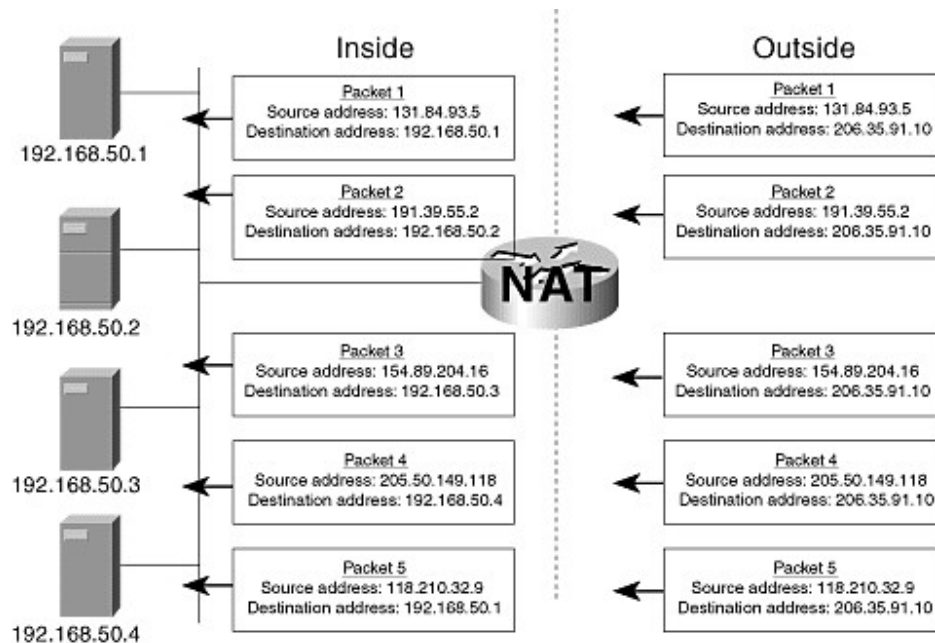 Inside
Outside
Packet 1
Source address: 131.84.93.5
Destination address: 192.168.50.1
Packet 1
Source address: 131.84.93.5
Destination address: 206.35.91.10
192.168.50.1
Packet 2
Source address: 191.39.55.2
Destination address: 192.168.50.2
Packet 2
Source address: 191.39.55.2
Destination address: 206.35.91.10
NAT
192.168.50.2
Packet 3
Source address: 154.89.204.16
Destination address: 192.168.50.3
Packet 3
Source address: 154.89.204.16
Destination address: 206.35.91.10
192.168.50.3
Packet 4
Source address: 205.50.149.118
Destination address: 192.168.50.4
Packet 4
Source address: 205.50.149.118
Destination address: 206.35.91.10
Packet 5
Source address: 118.210.32.9
Destination address: 192.168.50.1
Packet 5
Source address: 118.210.32.9
Destination address: 206.35.91.10
192.168.50.4